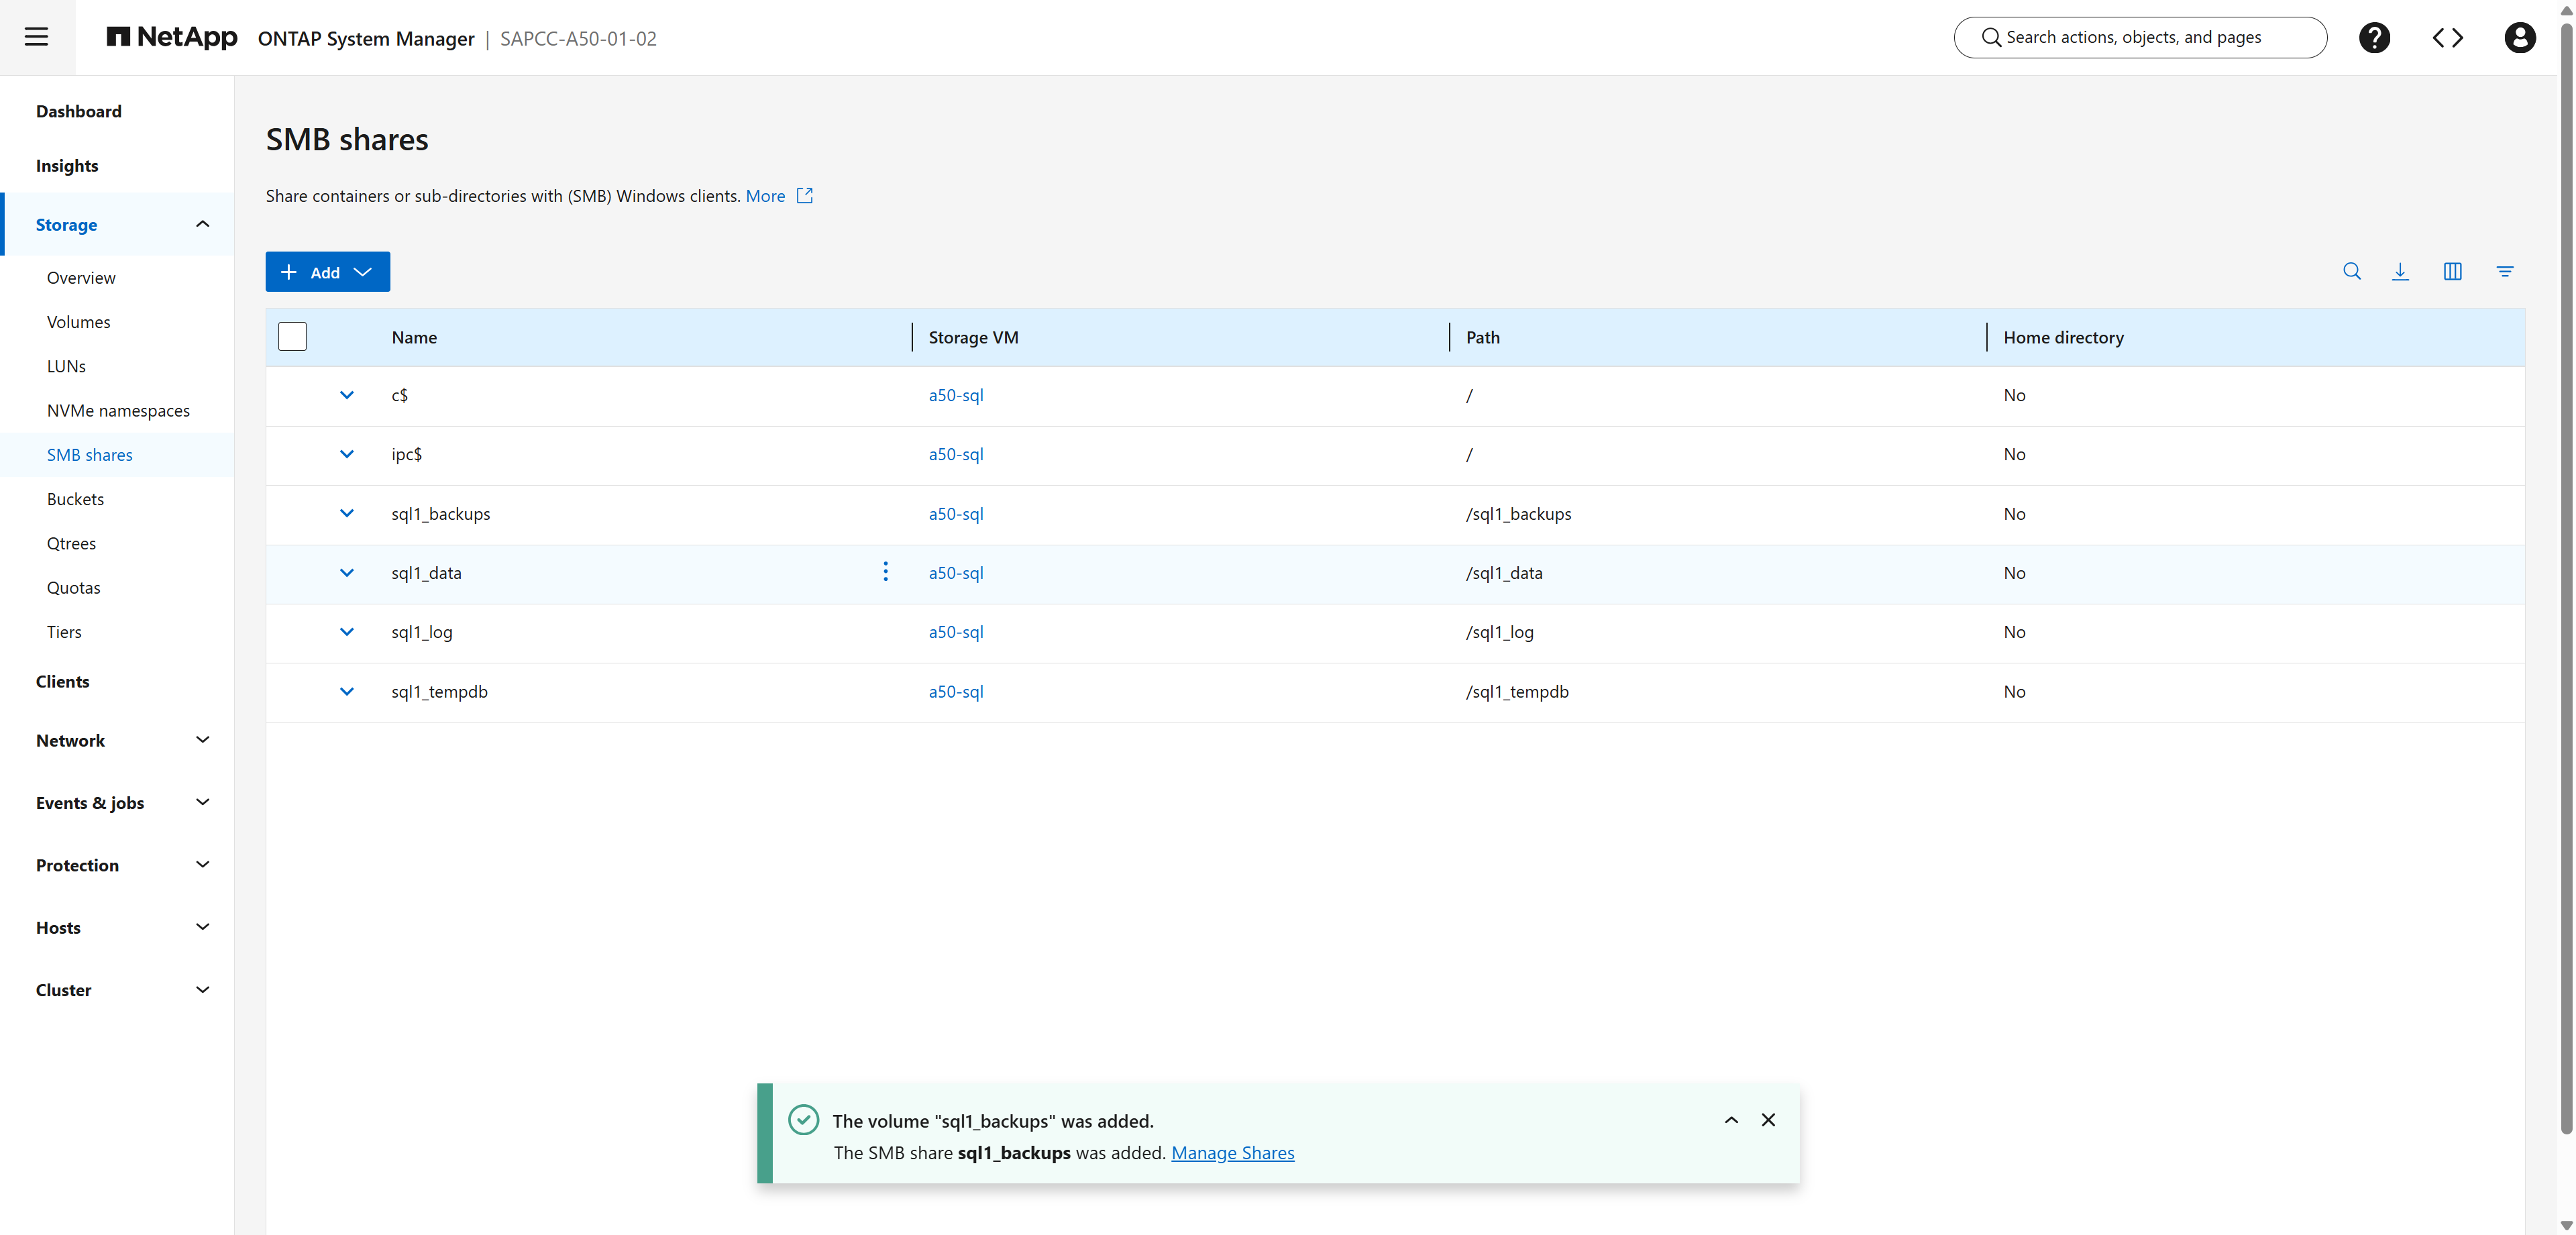 NetApp ONTAP System Manager | SAPCC-A50-01-02
Search actions, objects, and pages
Dashboard
Insights
Storage
Overview
Volumes
LUNs
NVMe namespaces
SMB shares
Buckets
Qtrees
Quotas
Tiers
Clients
Network
Events & jobs
Protection
Hosts
Cluster
SMB shares
Share containers or sub-directories with (SMB) Windows clients. More
Add
Name Storage VM Path Home directory
c$ a50-sql / No
ipc$ a50-sql / No
sql1_backups a50-sql /sql1_backups No
sql1_data a50-sql /sql1_data No
sql1_log a50-sql /sql1_log No
sql1_tempdb a50-sql /sql1_tempdb No
The volume "sql1_backups" was added.
The SMB share sql1_backups was added. Manage Shares